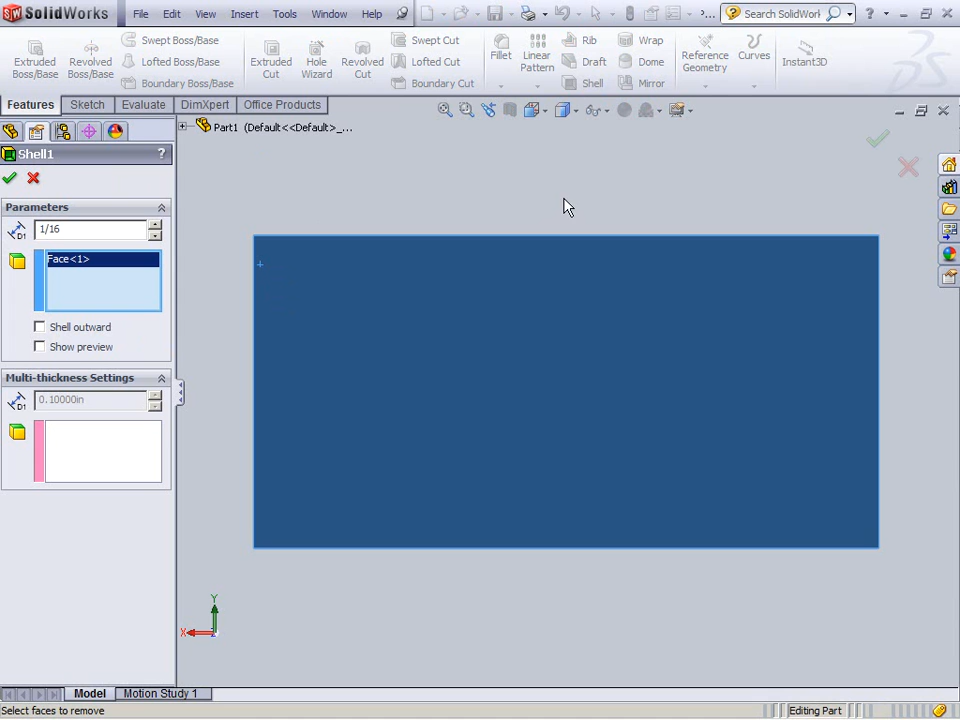 SolidWorks File Edit View Insert Tools Window Help ... Search SolidWork ?
Extruded Boss/Base
Revolved Boss/Base
Swept Boss/Base
Lofted Boss/Base
Boundary Boss/Base
Extruded Cut
Hole Wizard
Revolved Cut
Swept Cut
Lofted Cut
Boundary Cut
Fillet
Linear Pattern
Rib
Draft
Shell
Wrap
Dome
Mirror
Reference Geometry
Curves
Instant3D
Features Sketch Evaluate DimXpert Office Products
Part1 (Default<<Default>_...
Shell1 ?
Parameters
D1 1/16
Face<1>
Shell outward
Show preview
Multi-thickness Settings
D1 0.10000in
Y
X
Model Motion Study 1
Select faces to remove Editing Part